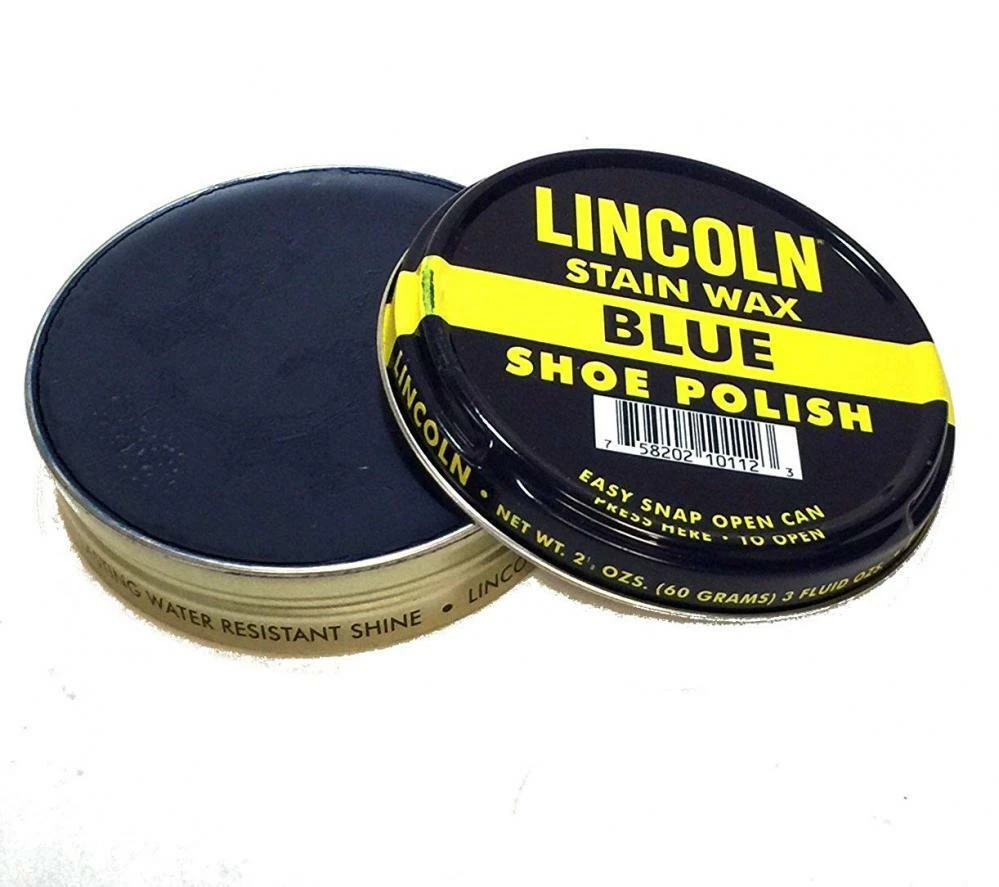 LINCOLN
STAIN WAX
BLUE
SHOE POLISH
7 58202 10112 3
EASY SNAP OPEN CAN
PRESS HERE • TO OPEN
LINCOLN • NET WT. 2⅛ OZS. (60 GRAMS) 3 FLUID OZS.
WATER RESISTANT SHINE • LINCO